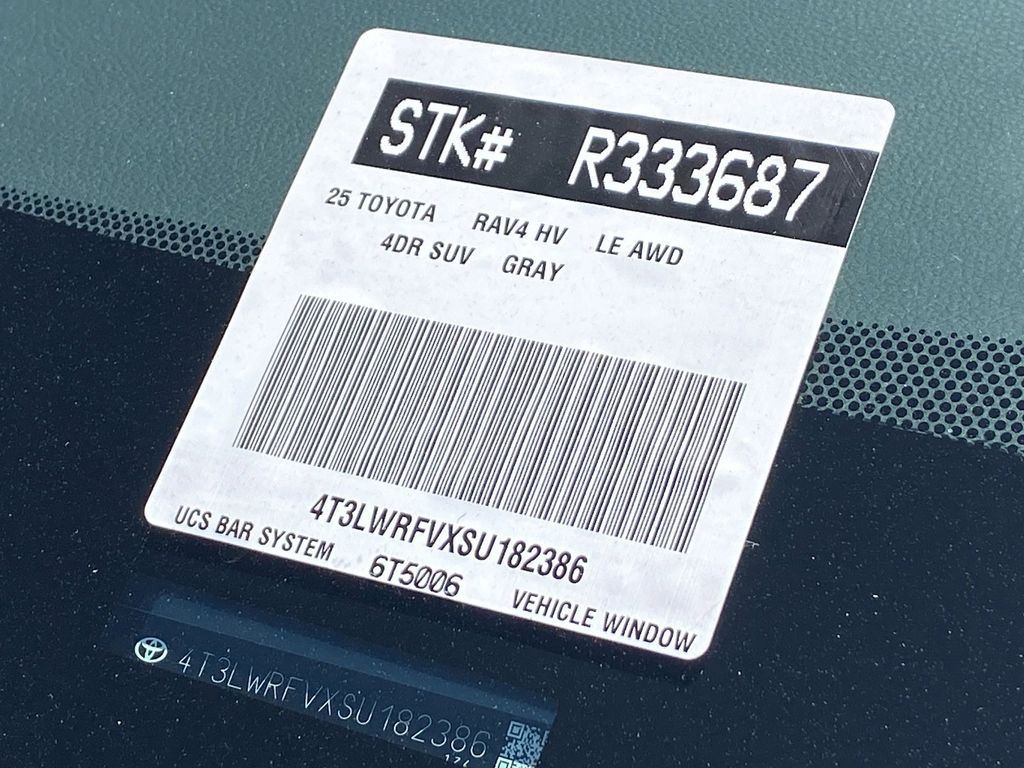 STK# R333687
25 TOYOTA RAV4 HV LE AWD
4DR SUV GRAY
4T3LWRFVXSU182386
UCS BAR SYSTEM 6T5006 VEHICLE WINDOW
4T3LWRFVXSU182386